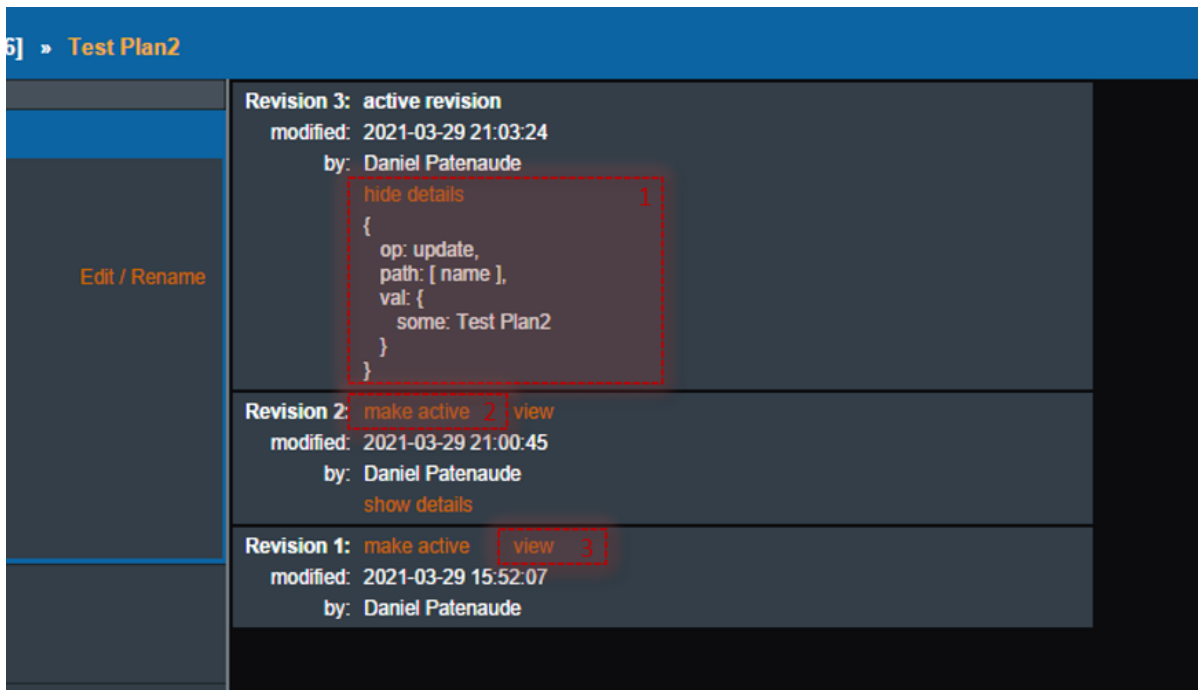 6] » Test Plan2
Revision 3: active revision
modified: 2021-03-29 21:03:24
by: Daniel Patenaude
hide details 1
{
op: update,
path: [ name ],
val: {
some: Test Plan2
}
}
Edit / Rename
Revision 2: make active 2 view
modified: 2021-03-29 21:00:45
by: Daniel Patenaude
show details
Revision 1: make active view 3
modified: 2021-03-29 15:52:07
by: Daniel Patenaude